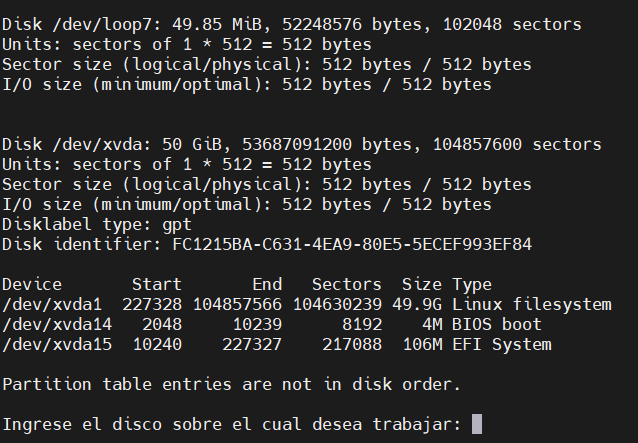 Disk /dev/loop7: 49.85 MiB, 52248576 bytes, 102048 sectors
Units: sectors of 1 * 512 = 512 bytes
Sector size (logical/physical): 512 bytes / 512 bytes
I/O size (minimum/optimal): 512 bytes / 512 bytes
Disk /dev/xvda: 50 GiB, 53687091200 bytes, 104857600 sectors
Units: sectors of 1 * 512 = 512 bytes
Sector size (logical/physical): 512 bytes / 512 bytes
I/O size (minimum/optimal): 512 bytes / 512 bytes
Disklabel type: gpt
Disk identifier: FC1215BA-C631-4EA9-80E5-5ECEF993EF84
Device Start End Sectors Size Type
/dev/xvda1 227328 104857566 104630239 49.9G Linux filesystem
/dev/xvda14 2048 10239 8192 4M BIOS boot
/dev/xvda15 10240 227327 217088 106M EFI System
Partition table entries are not in disk order.
Ingrese el disco sobre el cual desea trabajar: